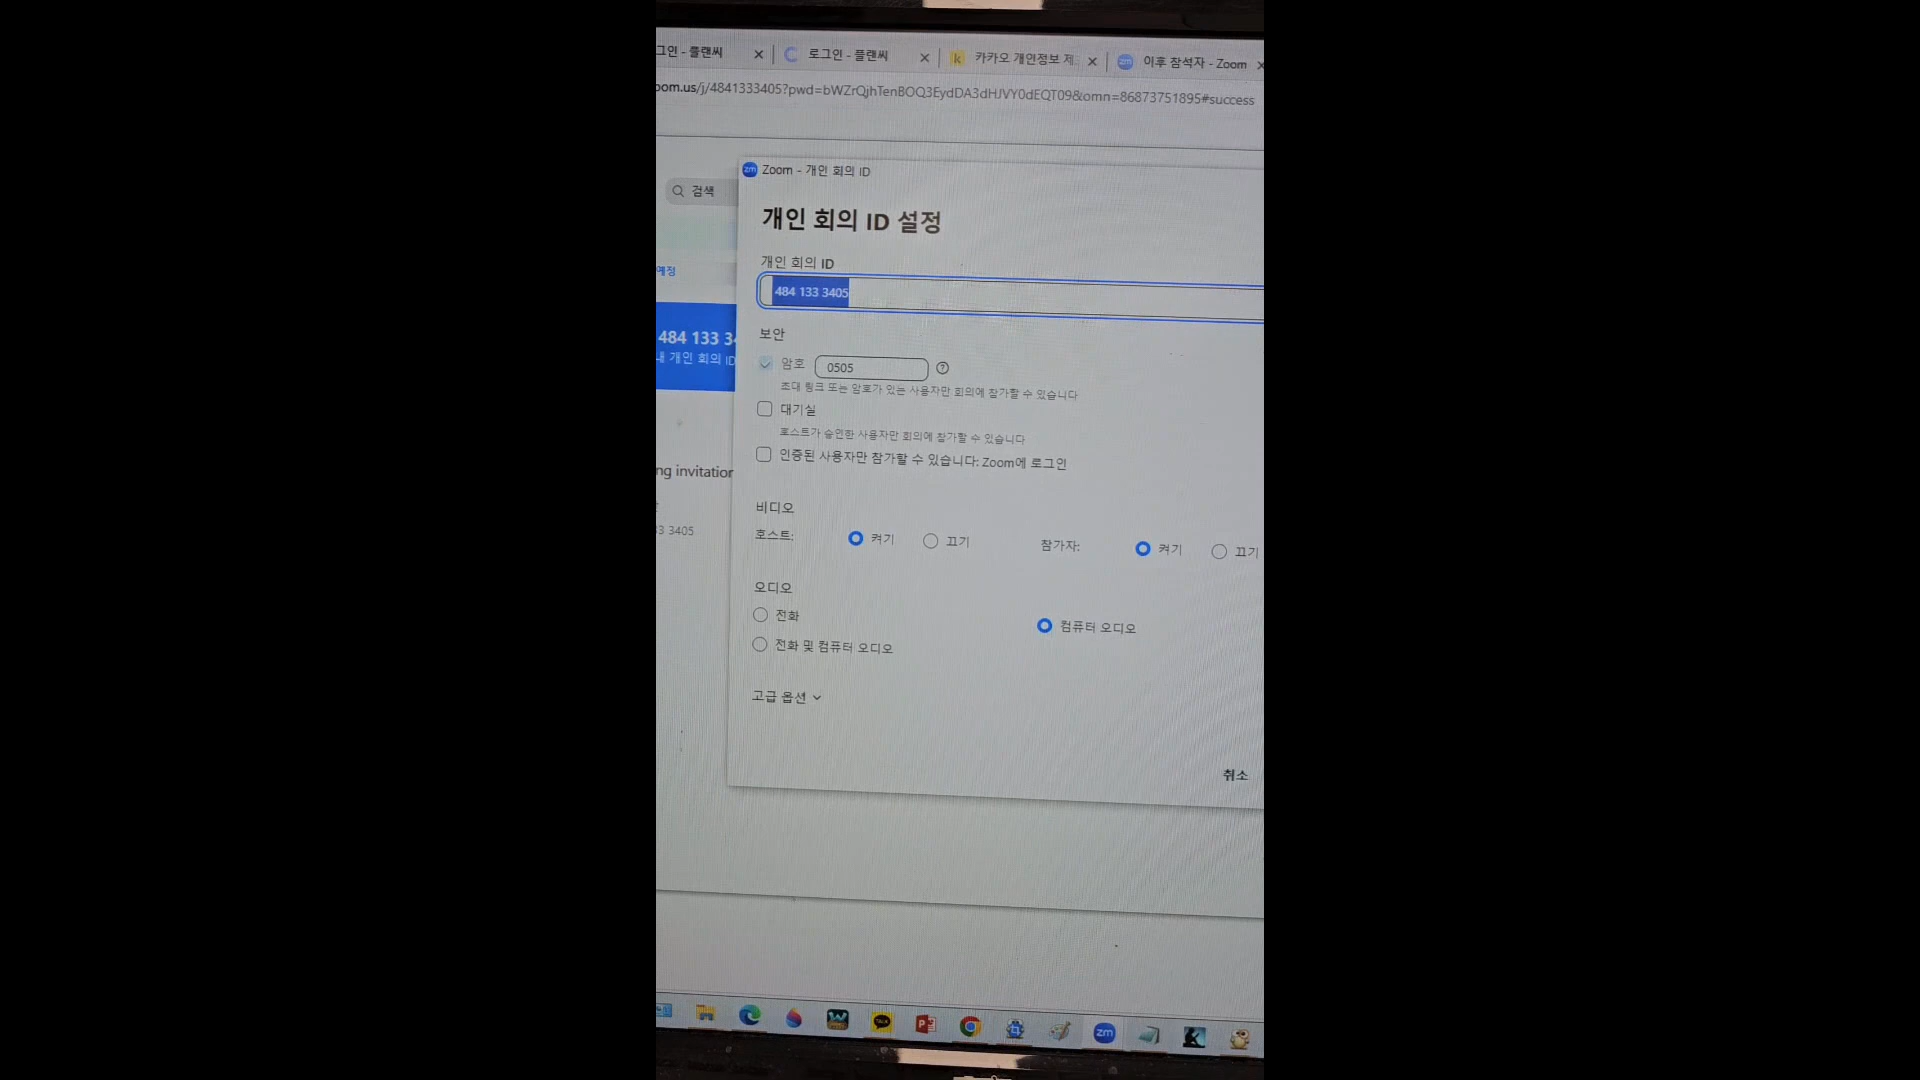 그인 - 플랜씨
로그인 - 플랜씨
카카오 개인정보 제
이후 참석자 - Zoom
oom.us/j/4841333405?pwd=bWZrQjhTenBOQ3EydDA3dHJVY0dEQT09&omn=86873751895#success
검색
Zoom - 개인 회의 ID
개인 회의 ID 설정
개인 회의 ID
484 133 3405
예정
484 133 34
내 개인 회의 ID
보안
암호 0505
초대 링크 또는 암호가 있는 사용자만 회의에 참가할 수 있습니다
대기실
호스트가 승인한 사용자만 회의에 참가할 수 있습니다
인증된 사용자만 참가할 수 있습니다: Zoom에 로그인
ng invitation
33 3405
비디오
호스트: 켜기 끄기 참가자: 켜기 끄기
오디오
전화
컴퓨터 오디오
전화 및 컴퓨터 오디오
고급 옵션
취소
TALK
zm